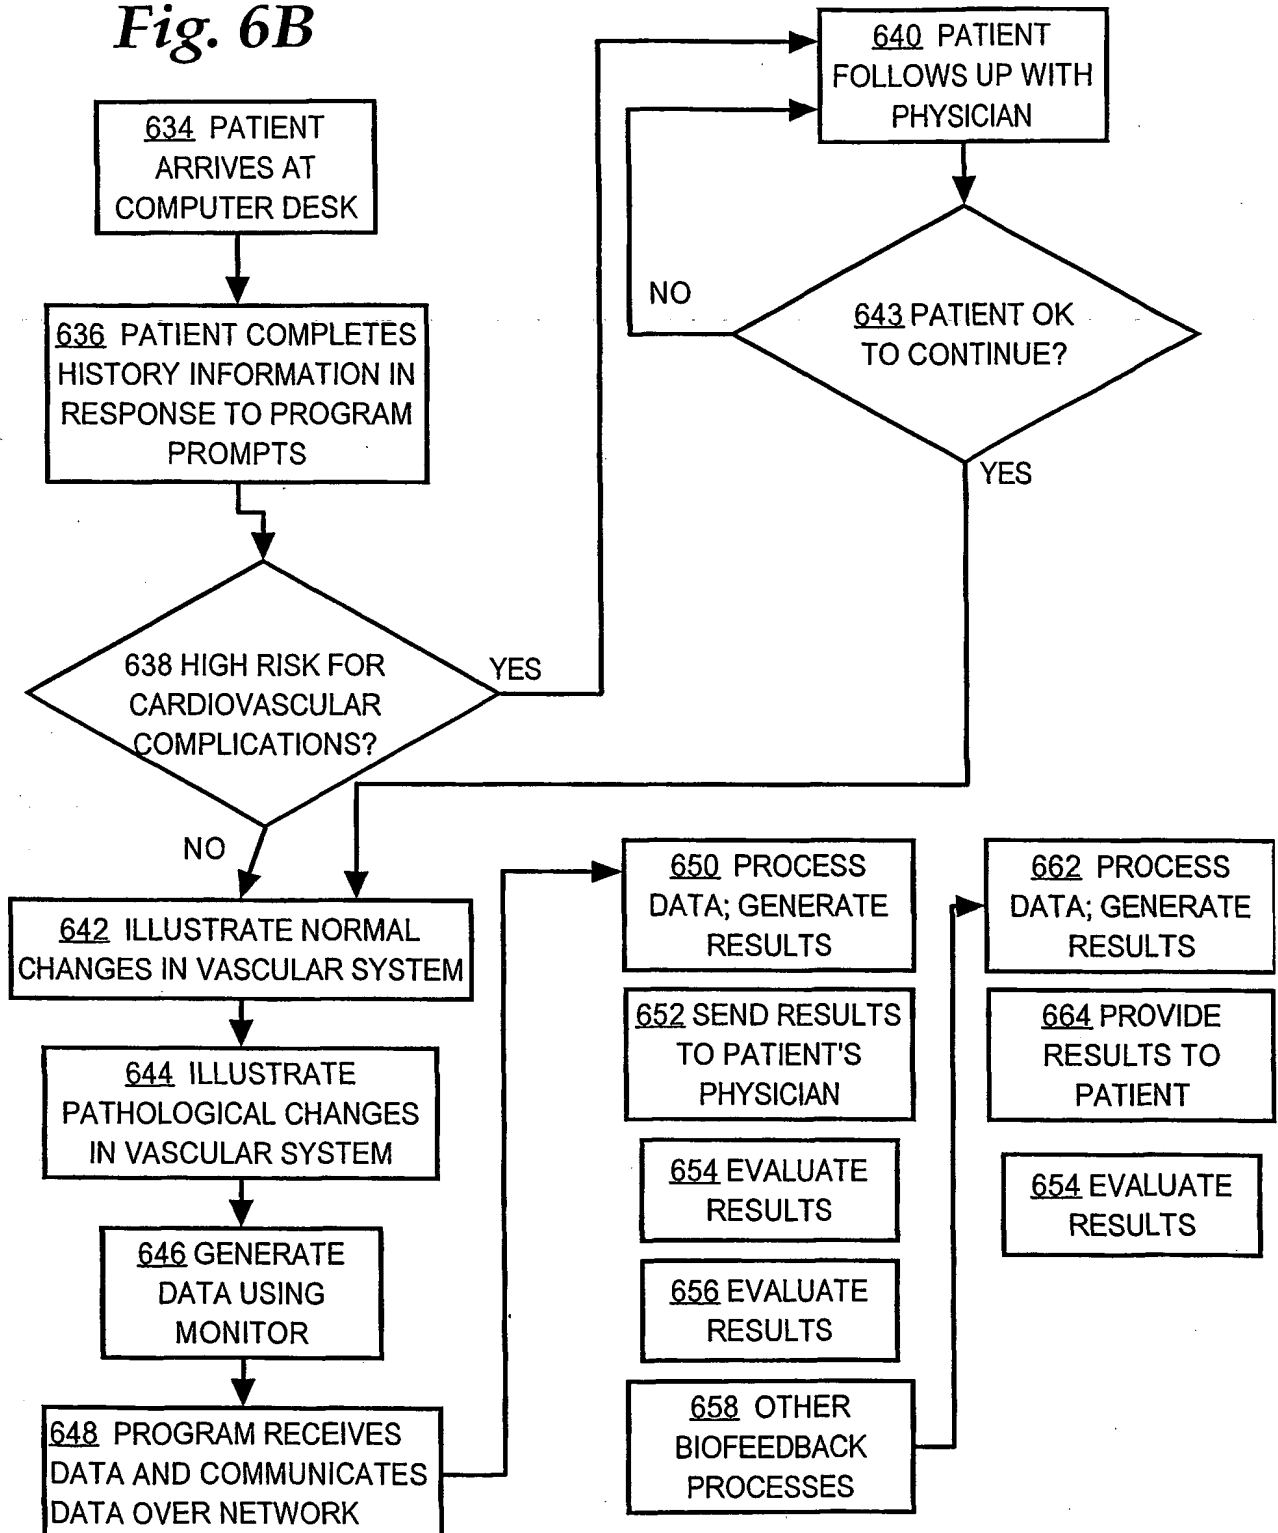 Fig. 6B
634 PATIENT
ARRIVES AT
COMPUTER DESK
636 PATIENT COMPLETES
HISTORY INFORMATION IN
RESPONSE TO PROGRAM
PROMPTS
638 HIGH RISK FOR
CARDIOVASCULAR
COMPLICATIONS?
YES
NO
640 PATIENT
FOLLOWS UP WITH
PHYSICIAN
643 PATIENT OK
TO CONTINUE?
NO
YES
642 ILLUSTRATE NORMAL
CHANGES IN VASCULAR SYSTEM
644 ILLUSTRATE
PATHOLOGICAL CHANGES
IN VASCULAR SYSTEM
646 GENERATE
DATA USING
MONITOR
648 PROGRAM RECEIVES
DATA AND COMMUNICATES
DATA OVER NETWORK
650 PROCESS
DATA; GENERATE
RESULTS
652 SEND RESULTS
TO PATIENT'S
PHYSICIAN
654 EVALUATE
RESULTS
656 EVALUATE
RESULTS
658 OTHER
BIOFEEDBACK
PROCESSES
662 PROCESS
DATA; GENERATE
RESULTS
664 PROVIDE
RESULTS TO
PATIENT
654 EVALUATE
RESULTS